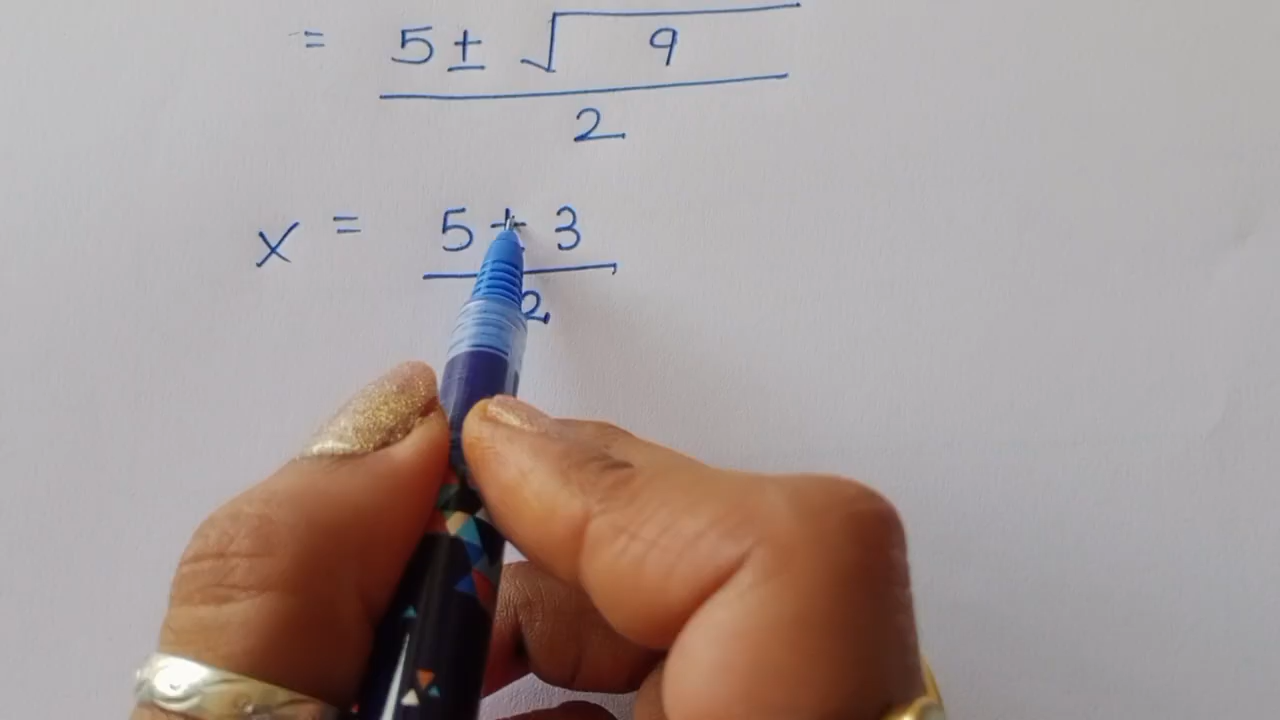 = 5 ± √9 / 2
x = 5 ± 3 / 2